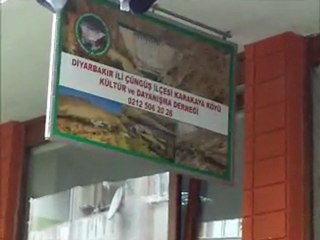 DİYARBAKIR İLİ ÇÜNGÜŞ İLÇESİ KARAKAYA KÖYÜ
KÜLTÜR ve DAYANIŞMA DERNEĞİ
0212 506 20 28